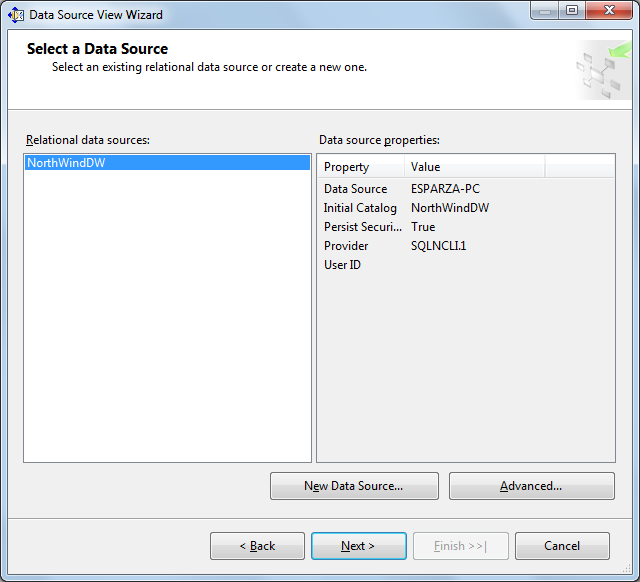 Data Source View Wizard
Select a Data Source
Select an existing relational data source or create a new one.
Relational data sources:
NorthWindDW
Data source properties:
Property Value
Data Source ESPARZA-PC
Initial Catalog NorthWindDW
Persist Securi... True
Provider SQLNCLI.1
User ID
New Data Source...
Advanced...
< Back
Next >
Finish >>|
Cancel